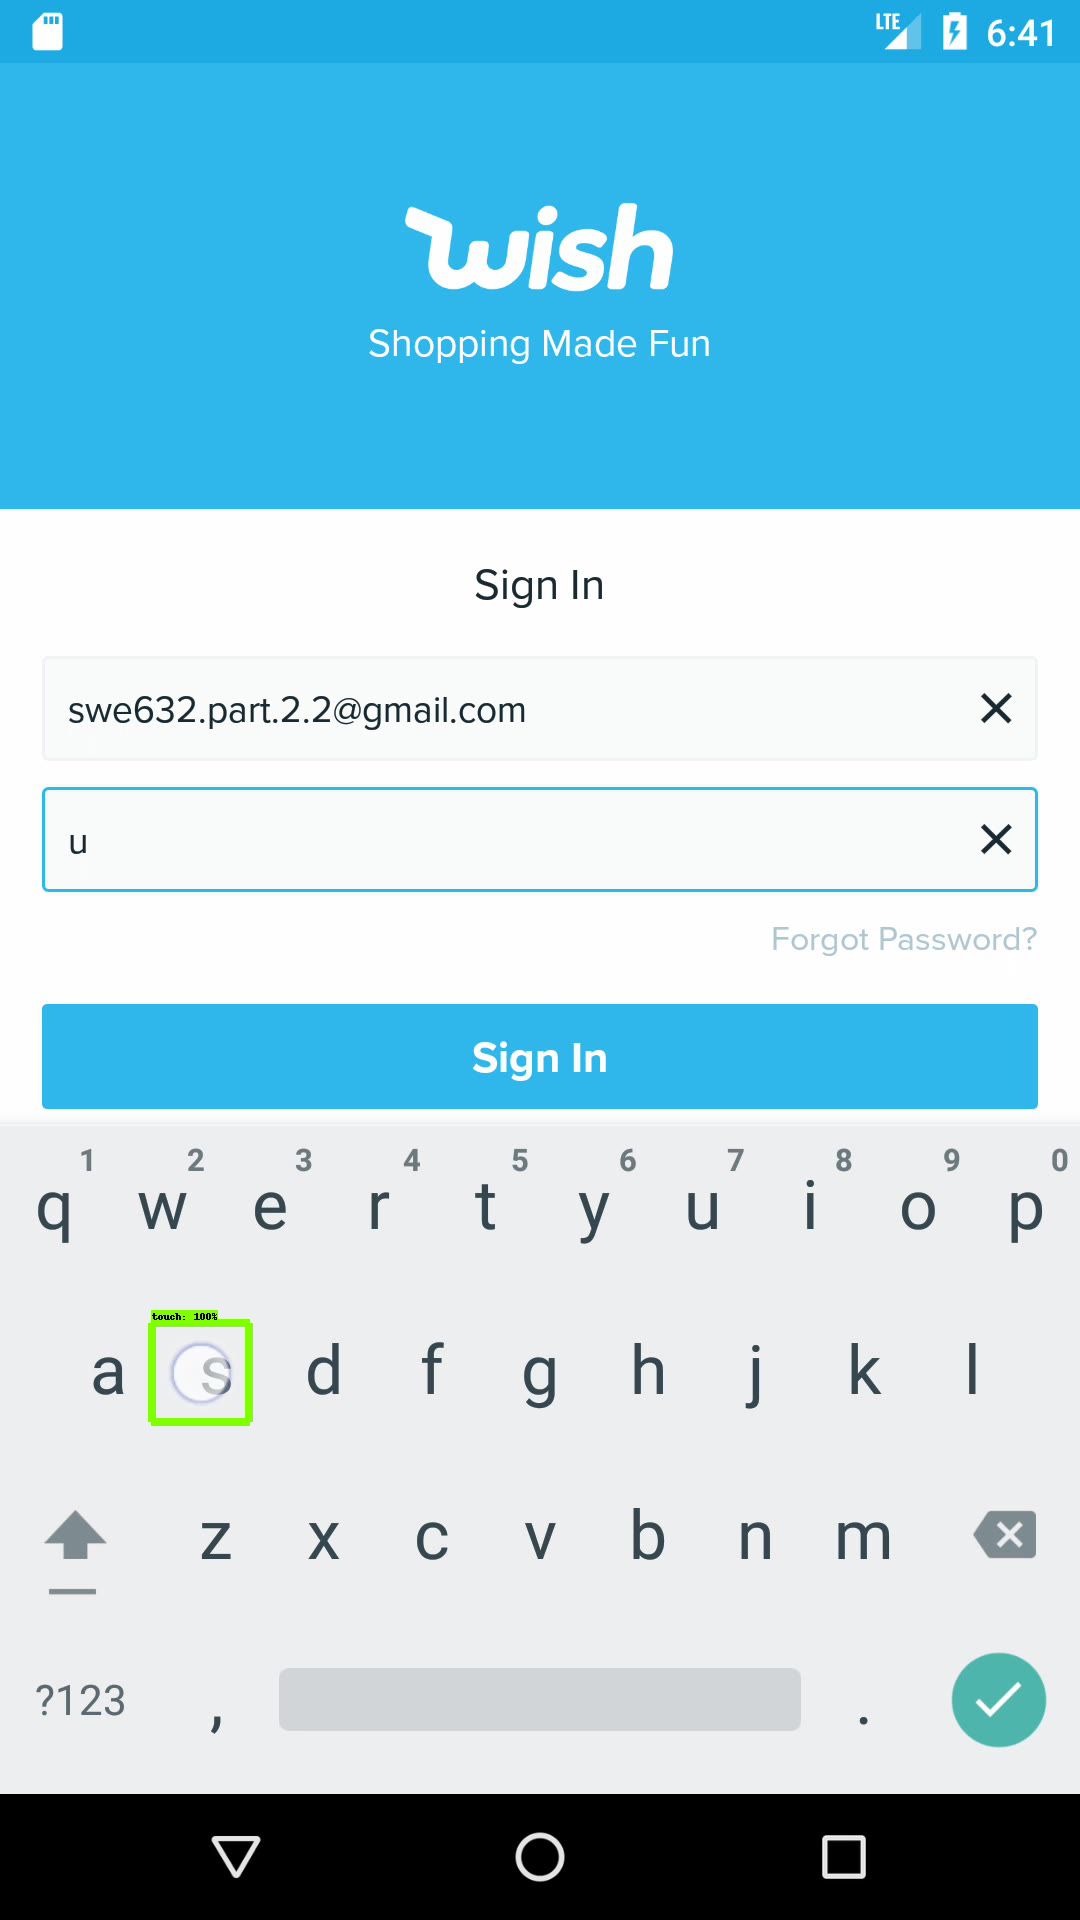 LTE 6:41
wish
Shopping Made Fun
Sign In
swe632.part.2.2@gmail.com
u
Forgot Password?
Sign In
1 2 3 4 5 6 7 8 9 0
q w e r t y u i o p
touch: 100%
a s d f g h j k l
z x c v b n m
?123 , .